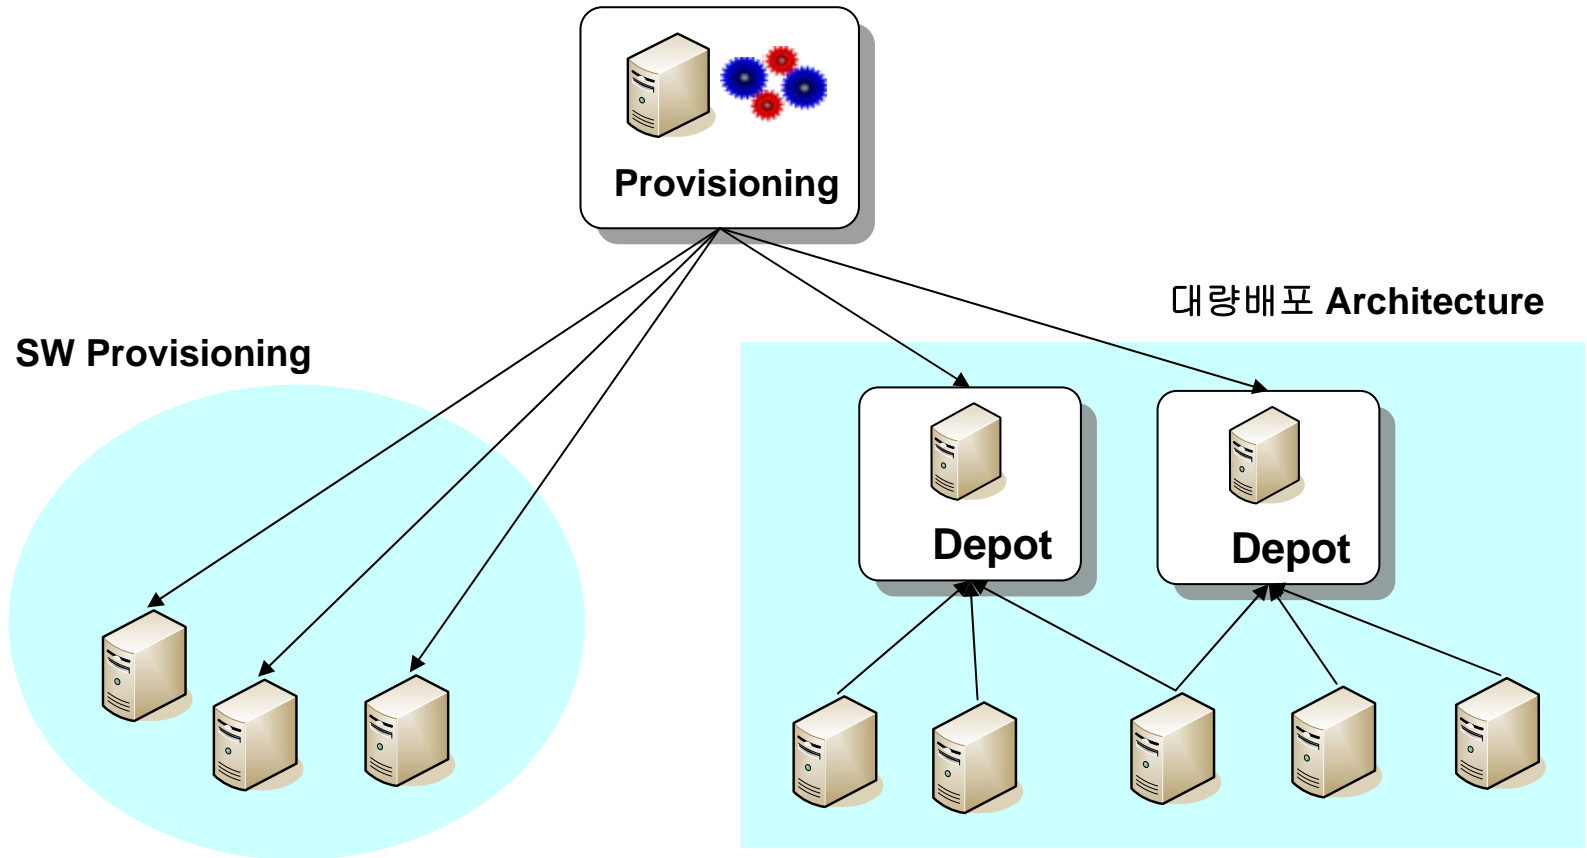 Provisioning
대량배포 Architecture
SW Provisioning
Depot
Depot